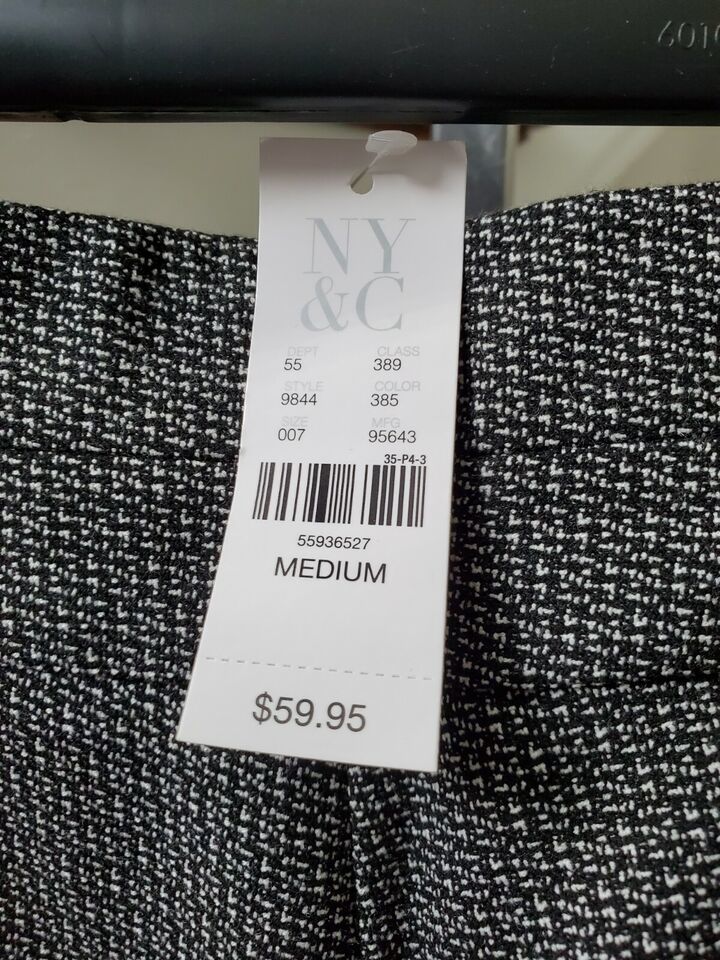 NY
&C
DEPT CLASS
55 389
STYLE COLOR
9844 385
SIZE MFG
007 95643
35-P4-3
55936527
MEDIUM
$59.95